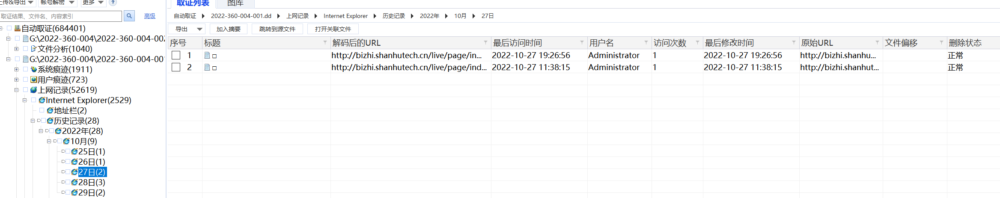 上传&导出 帐号解密 更多 ?
取证结果、文件名、内容索引 高级
自动取证(684401)
G:\2022-360-004\2022-360-004-002
文件分析(1040)
G:\2022-360-004\2022-360-004-001
系统痕迹(1911)
用户痕迹(723)
上网记录(52619)
Internet Explorer(2529)
地址栏(2)
历史记录(28)
2022年(28)
10月(9)
25日(1)
26日(1)
27日(2)
28日(3)
29日(2)
取证列表 图库
自动取证 2022-360-004-001.dd 上网记录 Internet Explorer 历史记录 2022年 10月 27日
导出 加入摘要 跳转到源文件 打开关联文件
序号 标题 解码后的URL 最后访问时间 用户名 访问次数 最后修改时间 原始URL 文件偏移 删除状态
1 □ http://bizhi.shanhutech.cn/live/page/in... 2022-10-27 19:26:56 Administrator 1 2022-10-27 19:26:56 http://bizhi.shanhu... 正常
2 □ http://bizhi.shanhutech.cn/live/page/ind... 2022-10-27 11:38:15 Administrator 1 2022-10-27 11:38:15 http://bizhi.shanhut... 正常